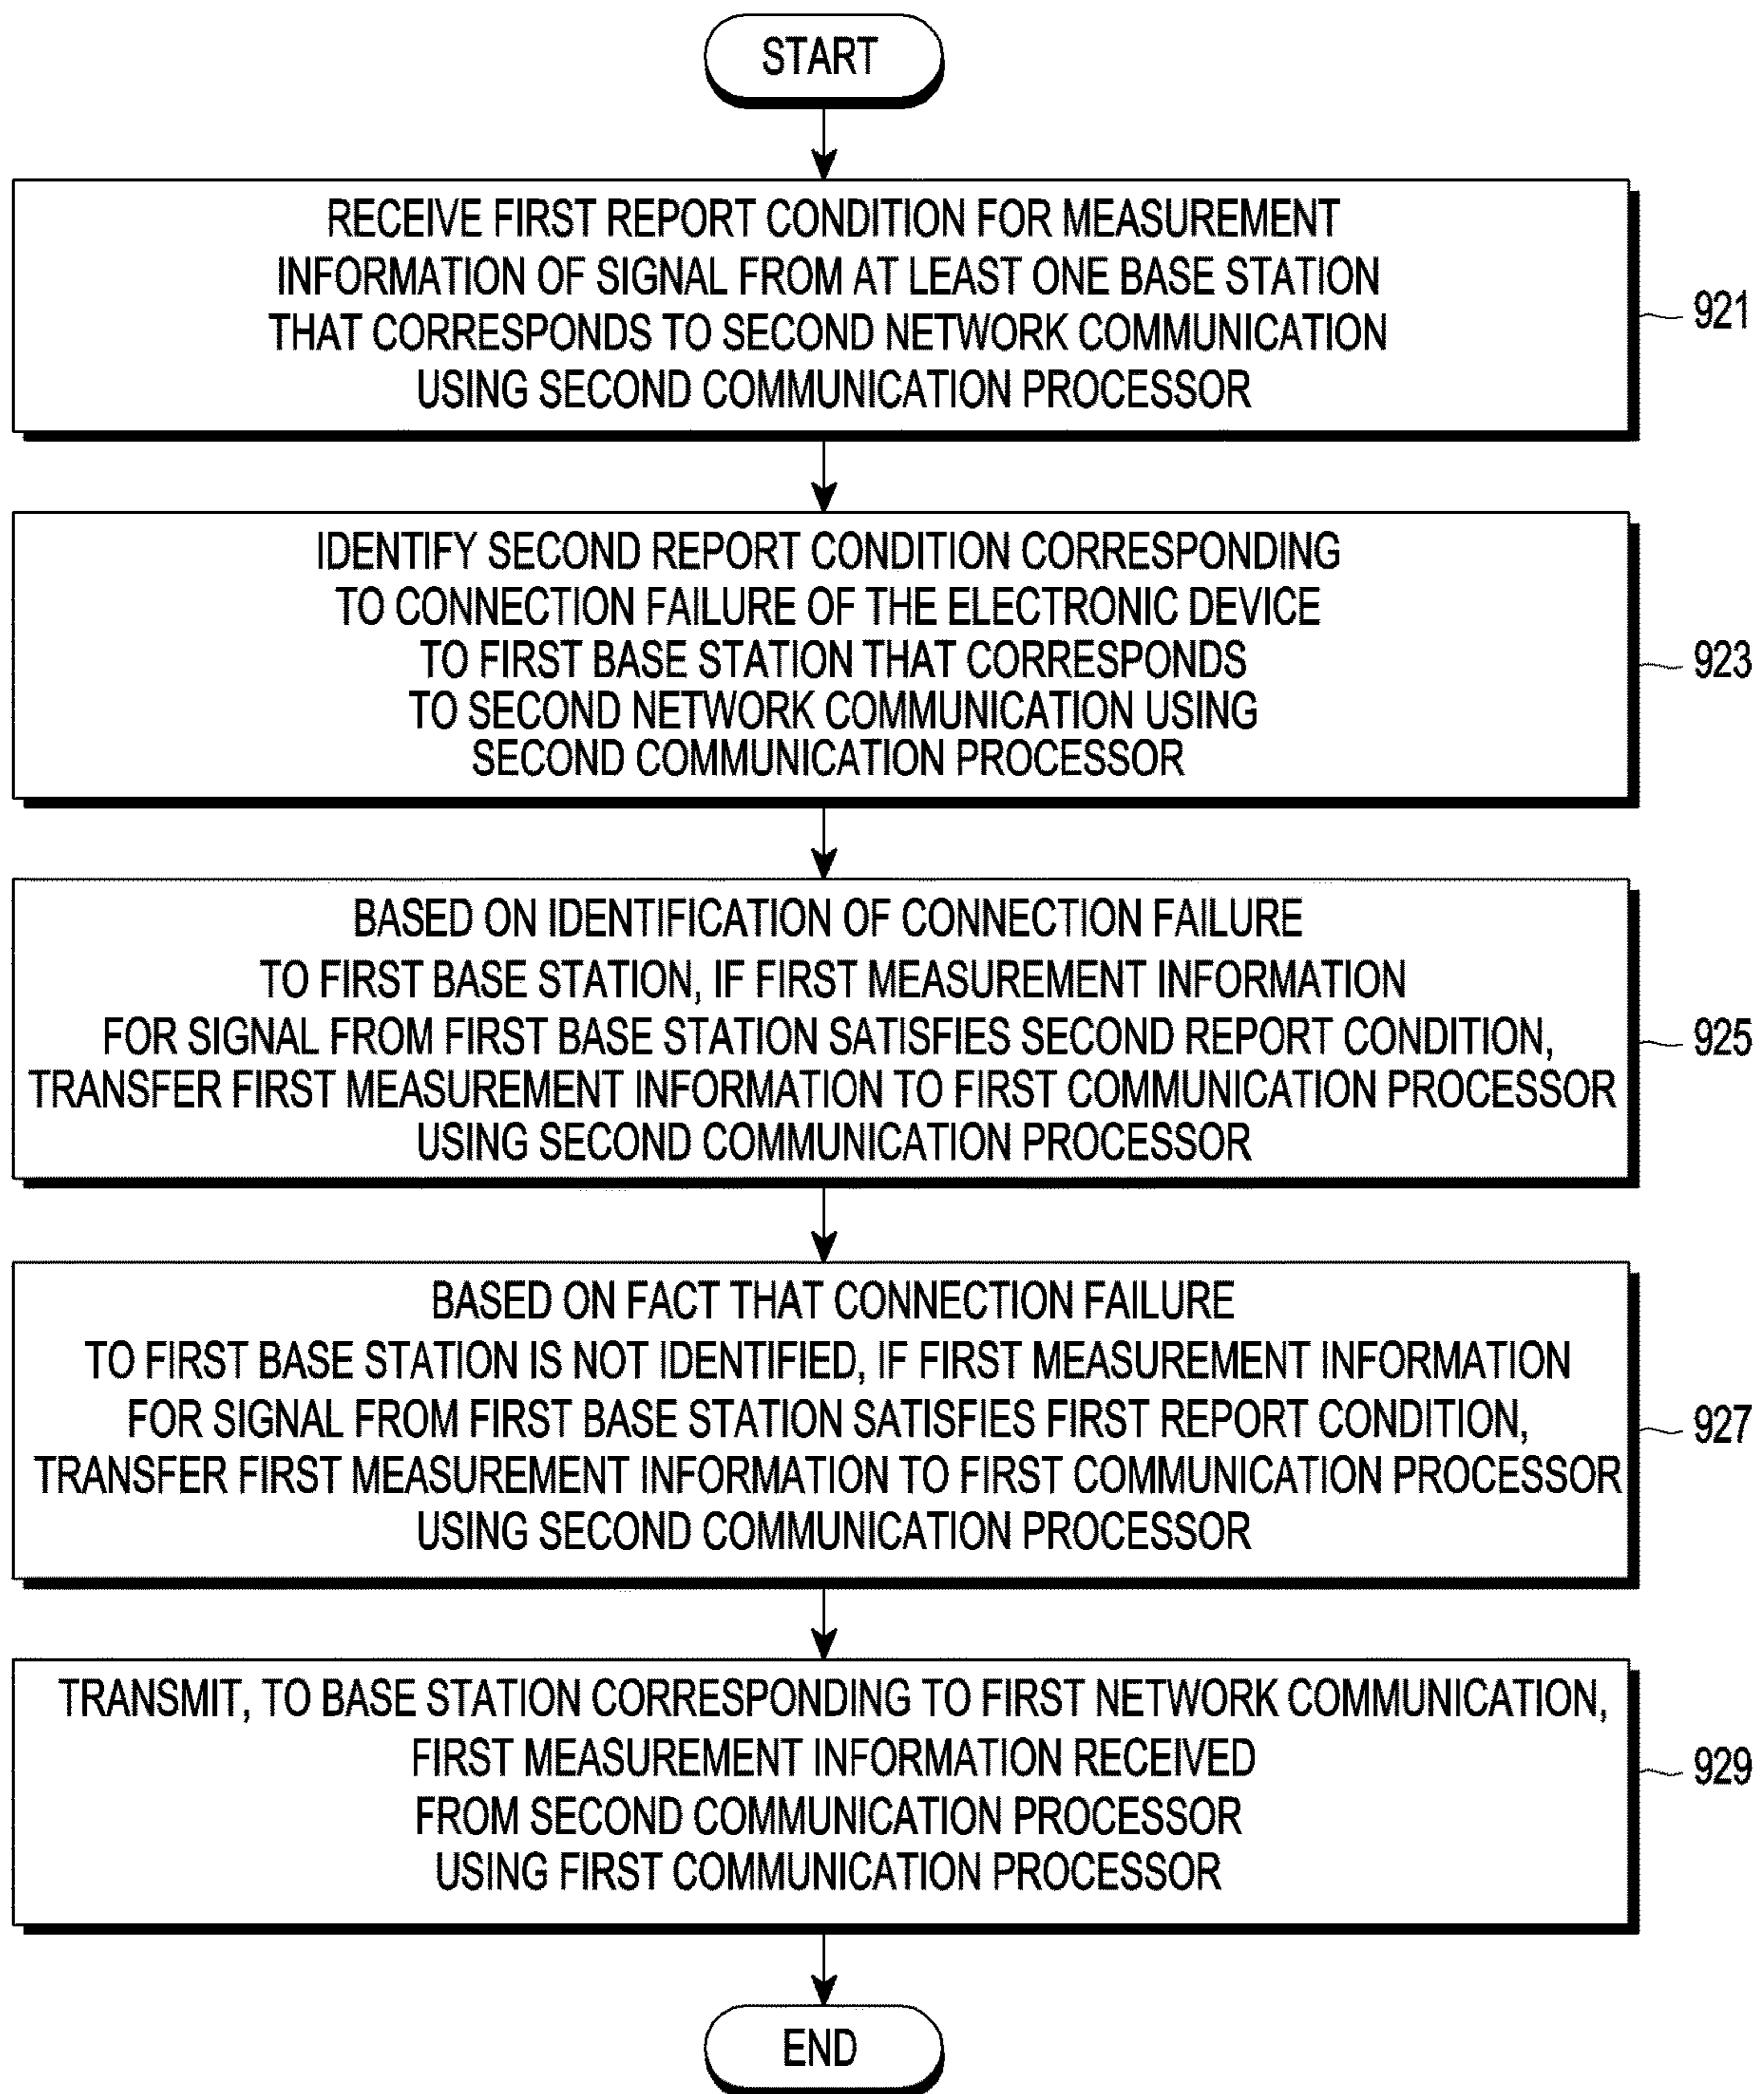 START
RECEIVE FIRST REPORT CONDITION FOR MEASUREMENT
INFORMATION OF SIGNAL FROM AT LEAST ONE BASE STATION
THAT CORRESPONDS TO SECOND NETWORK COMMUNICATION
USING SECOND COMMUNICATION PROCESSOR
921
IDENTIFY SECOND REPORT CONDITION CORRESPONDING
TO CONNECTION FAILURE OF THE ELECTRONIC DEVICE
TO FIRST BASE STATION THAT CORRESPONDS
TO SECOND NETWORK COMMUNICATION USING
SECOND COMMUNICATION PROCESSOR
923
BASED ON IDENTIFICATION OF CONNECTION FAILURE
TO FIRST BASE STATION, IF FIRST MEASUREMENT INFORMATION
FOR SIGNAL FROM FIRST BASE STATION SATISFIES SECOND REPORT CONDITION,
TRANSFER FIRST MEASUREMENT INFORMATION TO FIRST COMMUNICATION PROCESSOR
USING SECOND COMMUNICATION PROCESSOR
925
BASED ON FACT THAT CONNECTION FAILURE
TO FIRST BASE STATION IS NOT IDENTIFIED, IF FIRST MEASUREMENT INFORMATION
FOR SIGNAL FROM FIRST BASE STATION SATISFIES FIRST REPORT CONDITION,
TRANSFER FIRST MEASUREMENT INFORMATION TO FIRST COMMUNICATION PROCESSOR
USING SECOND COMMUNICATION PROCESSOR
927
TRANSMIT, TO BASE STATION CORRESPONDING TO FIRST NETWORK COMMUNICATION,
FIRST MEASUREMENT INFORMATION RECEIVED
FROM SECOND COMMUNICATION PROCESSOR
USING FIRST COMMUNICATION PROCESSOR
929
END